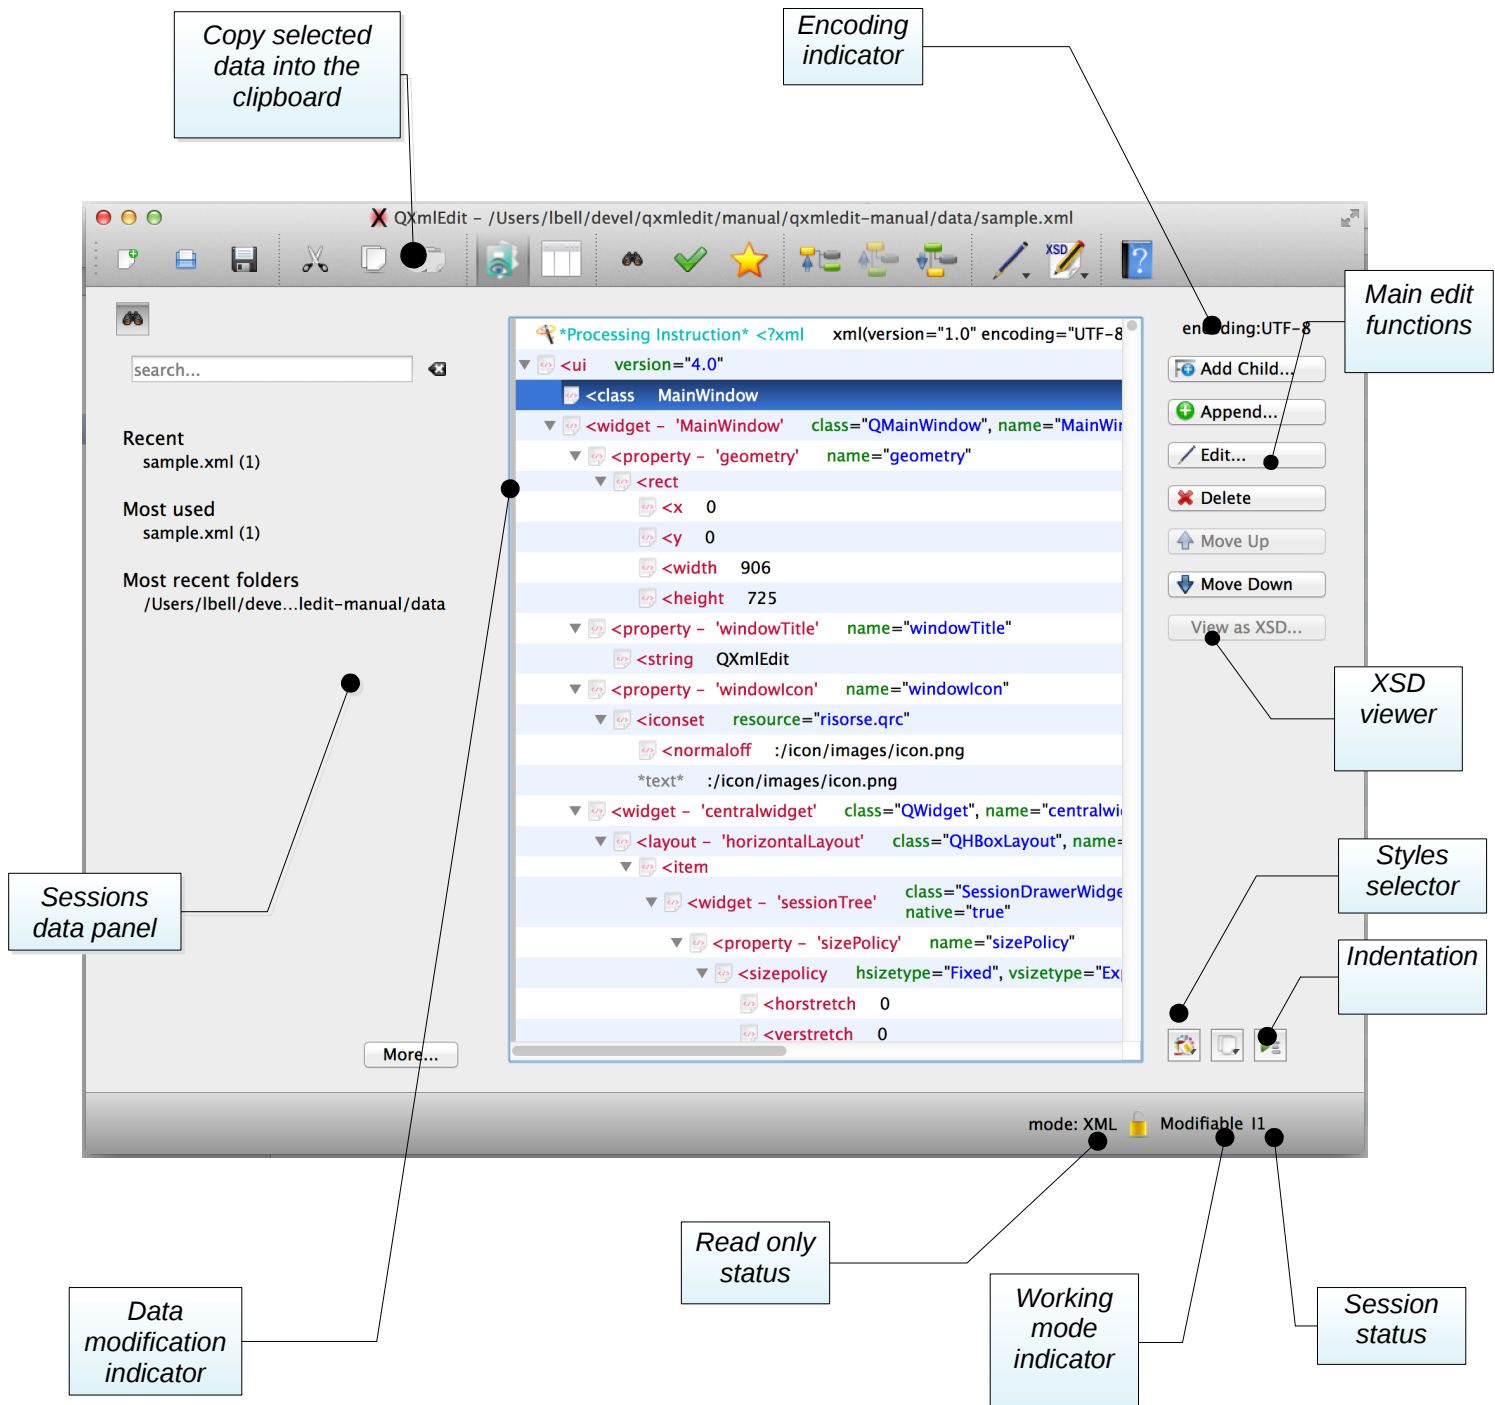 Copy selected
data into the
clipboard
Encoding
indicator
QXmlEdit – /Users/lbell/devel/qxmledit/manual/qxmledit-manual/data/sample.xml
XSD
?
Main edit
functions
search...
Recent
sample.xml (1)
Most used
sample.xml (1)
Most recent folders
/Users/lbell/deve...ledit-manual/data
More...
*Processing Instruction* <?xml xml(version="1.0" encoding="UTF-8
<ui version="4.0"
<class MainWindow
<widget – 'MainWindow' class="QMainWindow", name="MainWin
<property – 'geometry' name="geometry"
<rect
<x 0
<y 0
<width 906
<height 725
<property – 'windowTitle' name="windowTitle"
<string QXmlEdit
<property – 'windowIcon' name="windowIcon"
<iconset resource="risorse.qrc"
<normaloff :/icon/images/icon.png
*text* :/icon/images/icon.png
<widget – 'centralwidget' class="QWidget", name="centralwi
<layout – 'horizontalLayout' class="QHBoxLayout", name=
<item
<widget – 'sessionTree' class="SessionDrawerWidge
native="true"
<property – 'sizePolicy' name="sizePolicy"
<sizepolicy hsizetype="Fixed", vsizetype="Ex
<horstretch 0
<verstretch 0
encoding:UTF-8
Add Child...
Append...
Edit...
Delete
Move Up
Move Down
View as XSD...
XSD
viewer
Styles
selector
Indentation
Sessions
data panel
mode: XML Modifiable I1
Read only
status
Working
mode
indicator
Session
status
Data
modification
indicator